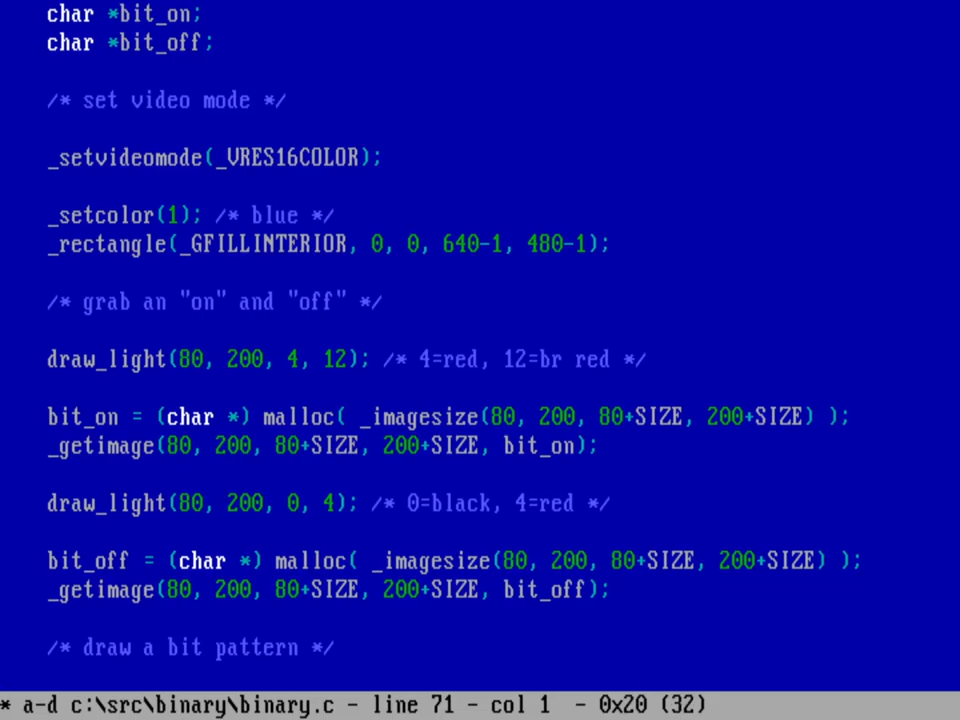 char *bit_on;
char *bit_off;
/* set video mode */
_setvideomode(_VRES16COLOR);
_setcolor(1); /* blue */
_rectangle(_GFILLINTERIOR, 0, 0, 640-1, 480-1);
/* grab an "on" and "off" */
draw_light(80, 200, 4, 12); /* 4=red, 12=br red */
bit_on = (char *) malloc( _imagesize(80, 200, 80+SIZE, 200+SIZE) );
_getimage(80, 200, 80+SIZE, 200+SIZE, bit_on);
draw_light(80, 200, 0, 4); /* 0=black, 4=red */
bit_off = (char *) malloc( _imagesize(80, 200, 80+SIZE, 200+SIZE) );
_getimage(80, 200, 80+SIZE, 200+SIZE, bit_off);
/* draw a bit pattern */
* a-d c:\src\binary\binary.c - line 71 - col 1 - 0x20 (32)